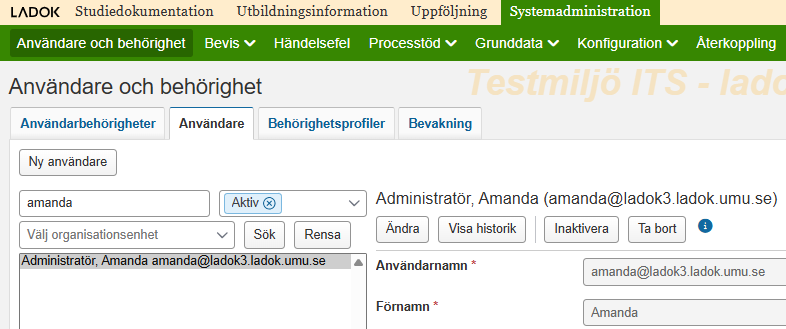 LADOK Studiedokumentation Utbildningsinformation Uppföljning Systemadministration
Användare och behörighet Bevis Händelsefel Processtöd Grunddata Konfiguration Återkoppling
Användare och behörighet
Testmiljö ITS - lado
Användarbehörigheter Användare Behörighetsprofiler Bevakning
Ny användare
amanda Aktiv
Välj organisationsenhet Sök Rensa
Administratör, Amanda amanda@ladok3.ladok.umu.se
Administratör, Amanda (amanda@ladok3.ladok.umu.se)
Ändra Visa historik Inaktivera Ta bort
Användarnamn * amanda@ladok3.ladok.umu.se
Förnamn * Amanda